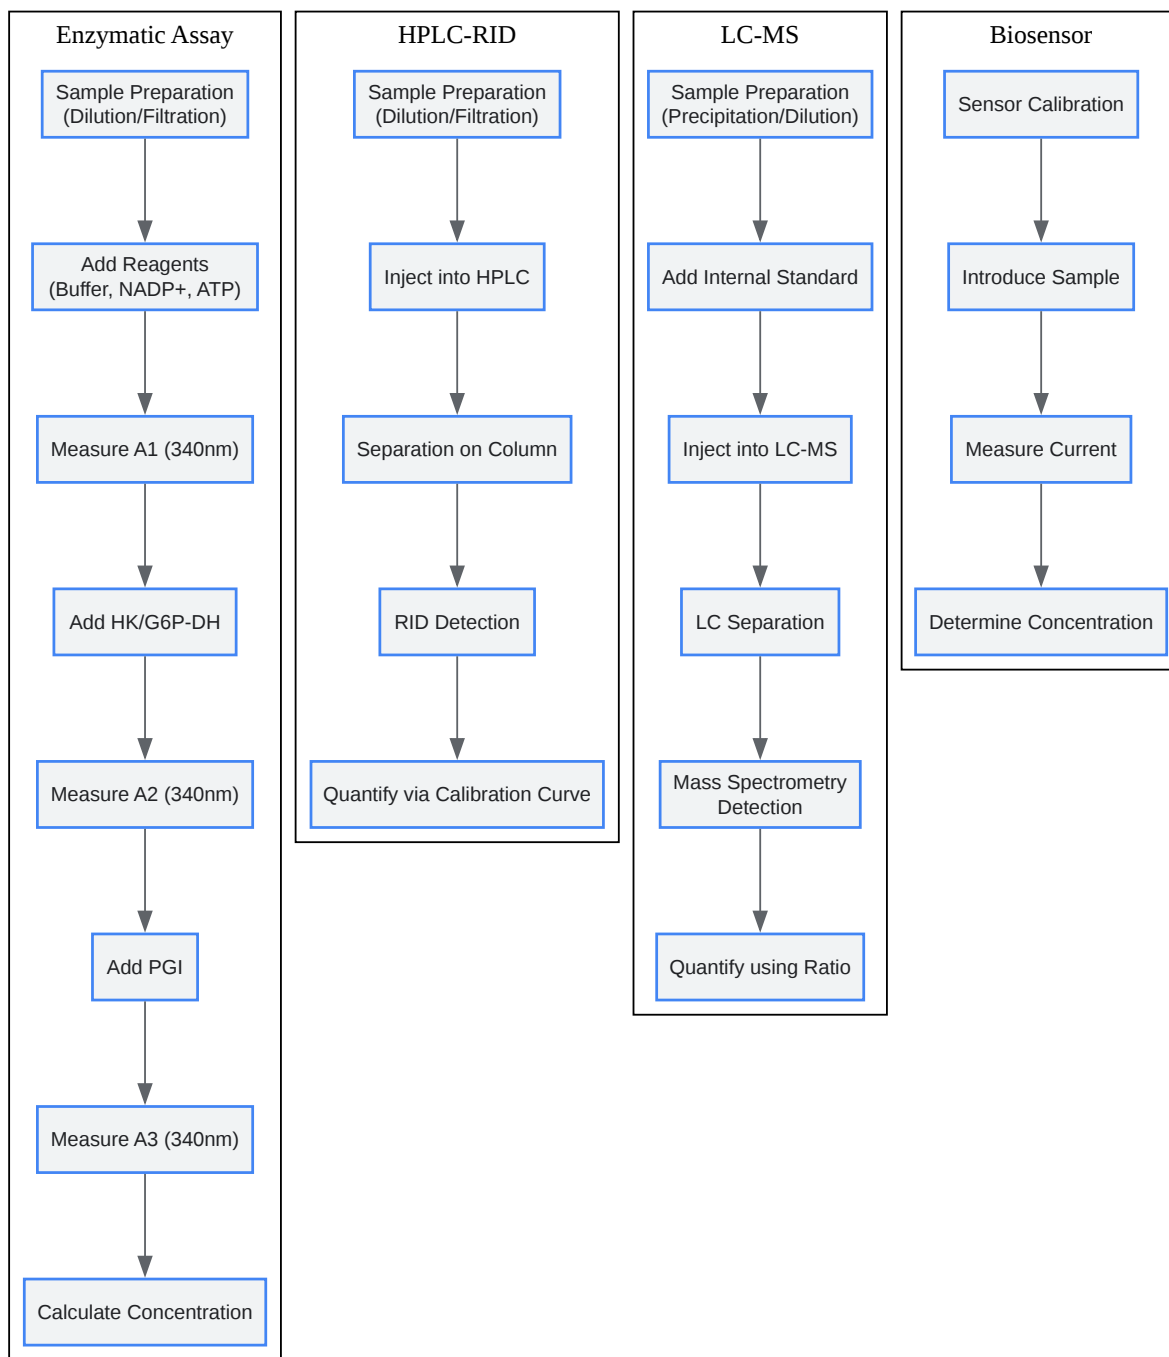 Enzymatic Assay
Sample Preparation
(Dilution/Filtration)
Add Reagents
(Buffer, NADP+, ATP)
Measure A1 (340nm)
Add HK/G6P-DH
Measure A2 (340nm)
Add PGI
Measure A3 (340nm)
Calculate Concentration
HPLC-RID
Sample Preparation
(Dilution/Filtration)
Inject into HPLC
Separation on Column
RID Detection
Quantify via Calibration Curve
LC-MS
Sample Preparation
(Precipitation/Dilution)
Add Internal Standard
Inject into LC-MS
LC Separation
Mass Spectrometry
Detection
Quantify using Ratio
Biosensor
Sensor Calibration
Introduce Sample
Measure Current
Determine Concentration